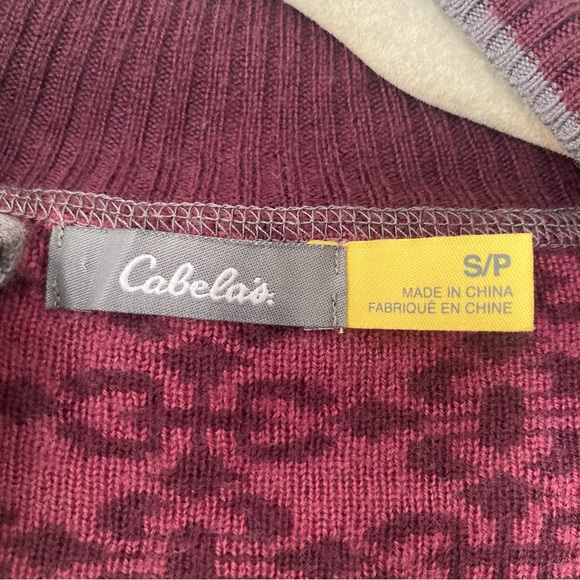 Cabela's
S/P
MADE IN CHINA
FABRIQUÉ EN CHINE